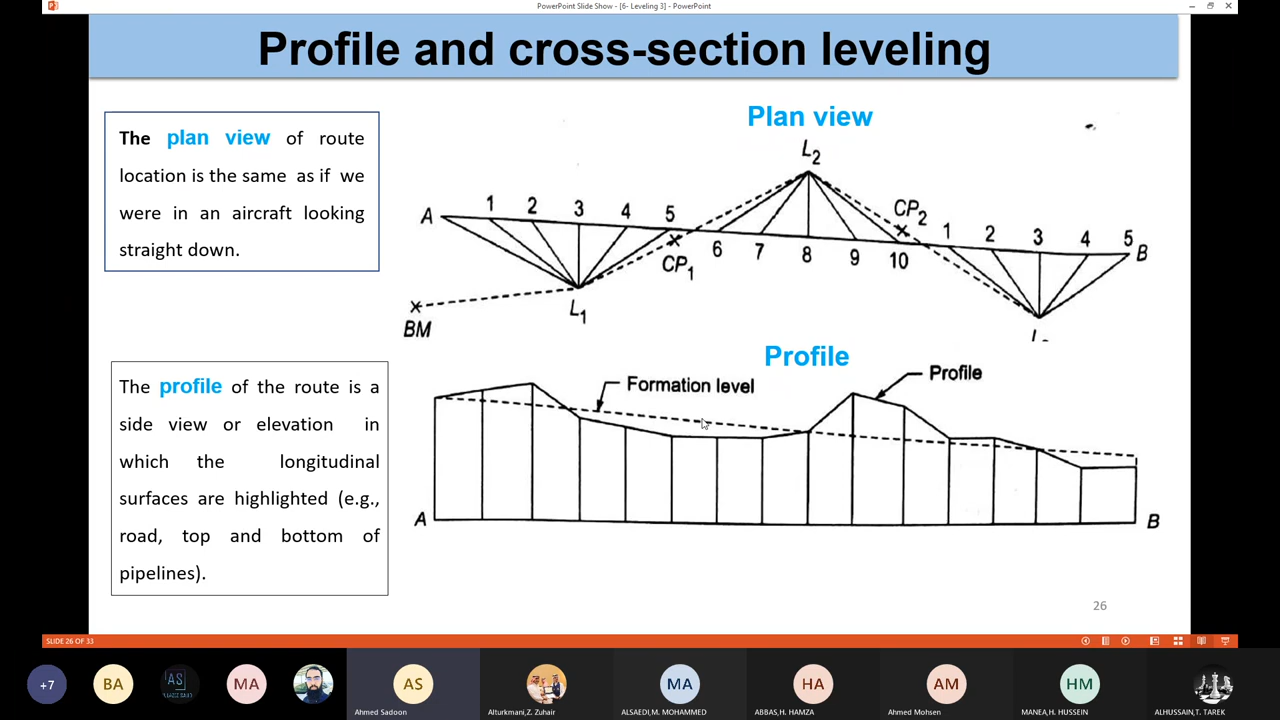 PowerPoint Slide Show - [6- Leveling 3] - PowerPoint
Profile and cross-section leveling
The plan view of route
location is the same as if we
were in an aircraft looking
straight down.
Plan view
L2
A 1 2 3 4 5 CP2 1 2 3 4 5 B
CP1 6 7 8 9 10
L1
BM
The profile of the route is a
side view or elevation in
which the longitudinal
surfaces are highlighted (e.g.,
road, top and bottom of
pipelines).
Profile
Formation level
Profile
A
B
26
SLIDE 26 OF 33
+7 BA AS MA AS MA HA AM HM
Ahmed Sadoon Alturkmani,Z. Zuhair ALSAEDI,M. MOHAMMED ABBAS,H. HAMZA Ahmed Mohsen MANEA,H. HUSSEIN ALHUSSAIN,T. TAREK